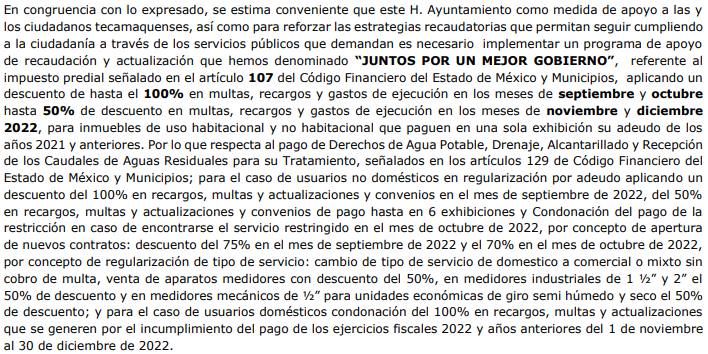 En congruencia con lo expresado, se estima conveniente que este H. Ayuntamiento como medida de apoyo a las y
los ciudadanos tecamaquenses, así como para reforzar las estrategias recaudatorias que permitan seguir cumpliendo
a la ciudadanía a través de los servicios públicos que demandan es necesario implementar un programa de apoyo
de recaudación y actualización que hemos denominado “JUNTOS POR UN MEJOR GOBIERNO”, referente al
impuesto predial señalado en el artículo 107 del Código Financiero del Estado de México y Municipios, aplicando un
descuento de hasta el 100% en multas, recargos y gastos de ejecución en los meses de septiembre y octubre
hasta 50% de descuento en multas, recargos y gastos de ejecución en los meses de noviembre y diciembre
2022, para inmuebles de uso habitacional y no habitacional que paguen en una sola exhibición su adeudo de los
años 2021 y anteriores. Por lo que respecta al pago de Derechos de Agua Potable, Drenaje, Alcantarillado y Recepción
de los Caudales de Aguas Residuales para su Tratamiento, señalados en los artículos 129 de Código Financiero del
Estado de México y Municipios; para el caso de usuarios no domésticos en regularización por adeudo aplicando un
descuento del 100% en recargos, multas y actualizaciones y convenios en el mes de septiembre de 2022, del 50%
en recargos, multas y actualizaciones y convenios de pago hasta en 6 exhibiciones y Condonación del pago de la
restricción en caso de encontrarse el servicio restringido en el mes de octubre de 2022, por concepto de apertura
de nuevos contratos: descuento del 75% en el mes de septiembre de 2022 y el 70% en el mes de octubre de 2022,
por concepto de regularización de tipo de servicio: cambio de tipo de servicio de domestico a comercial o mixto sin
cobro de multa, venta de aparatos medidores con descuento del 50%, en medidores industriales de 1 ½” y 2” el
50% de descuento y en medidores mecánicos de ½” para unidades económicas de giro semi húmedo y seco el 50%
de descuento; y para el caso de usuarios domésticos condonación del 100% en recargos, multas y actualizaciones
que se generen por el incumplimiento del pago de los ejercicios fiscales 2022 y años anteriores del 1 de noviembre
al 30 de diciembre de 2022.